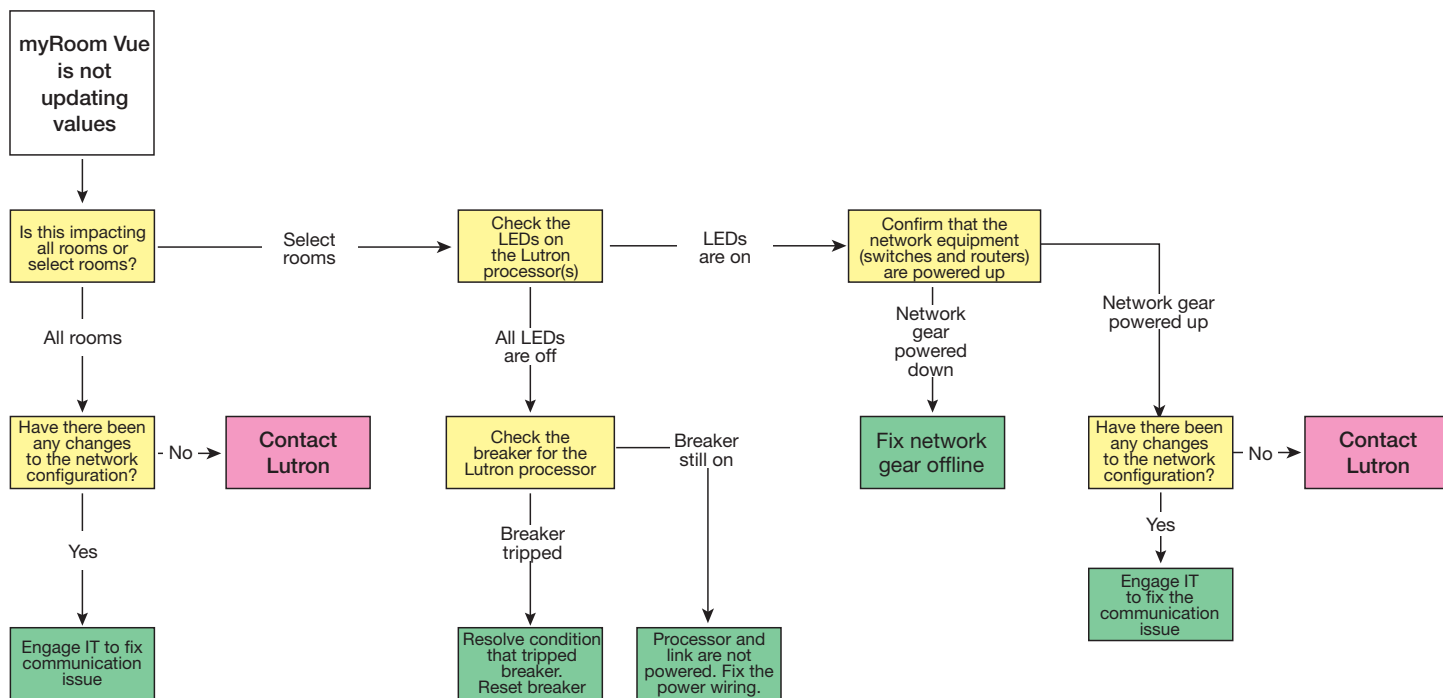 myRoom Vue
is not
updating
values
Is this impacting
all rooms or
select rooms?
Select
rooms
Check the
LEDs on
the Lutron
processor(s)
LEDs
are on
Confirm that the
network equipment
(switches and routers)
are powered up
All rooms
All LEDs
are off
Network
gear
powered
down
Network gear
powered up
Have there been
any changes
to the network
configuration?
No
Contact
Lutron
Check the
breaker for the
Lutron processor
Breaker
still on
Fix network
gear offline
Have there been
any changes
to the network
configuration?
No
Contact
Lutron
Yes
Breaker
tripped
Yes
Engage IT to fix
communication
issue
Resolve condition
that tripped
breaker.
Reset breaker
Processor and
link are not
powered. Fix the
power wiring.
Engage IT
to fix the
communication
issue